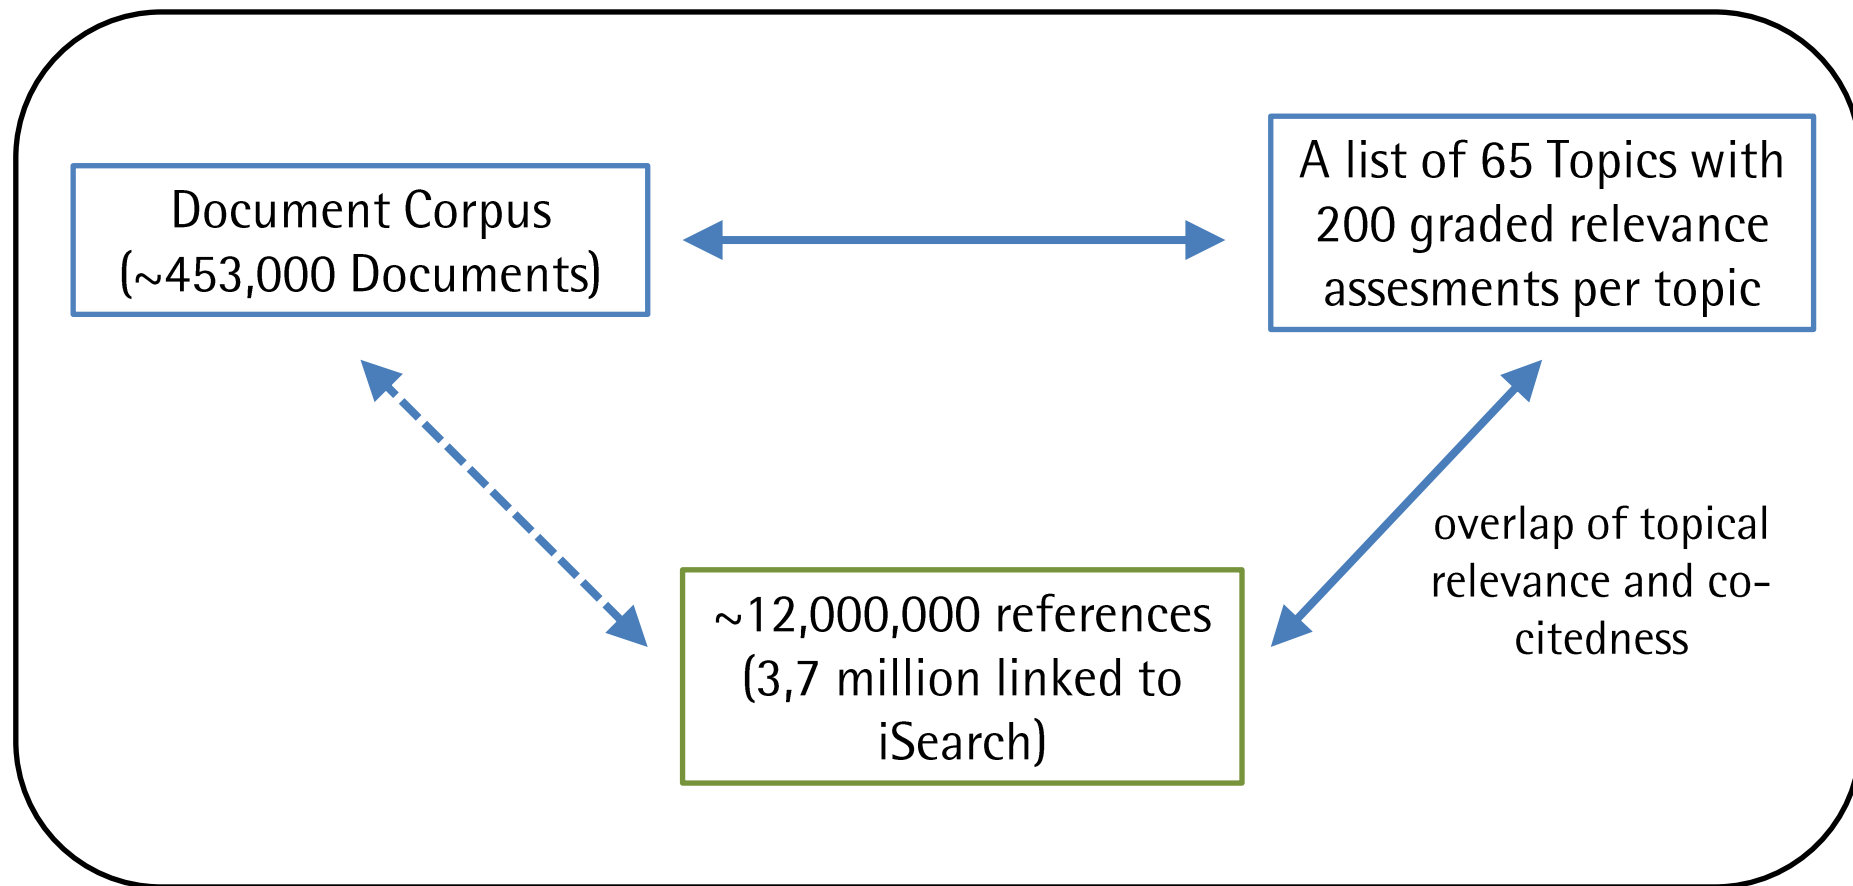 Document Corpus
(~453,000 Documents)
A list of 65 Topics with
200 graded relevance
assesments per topic
overlap of topical
relevance and co-
citedness
~12,000,000 references
(3,7 million linked to
iSearch)